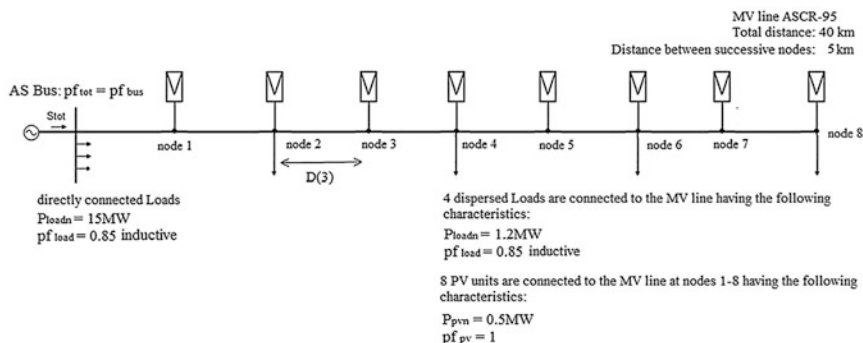 MV line ASCR-95
Total distance: 40 km
Distance between successive nodes: 5 km
AS Bus: pf tot = pf bus
Stot
node 1
node 2
node 3
node 4
node 5
node 6
node 7
node 8
D(3)
directly connected Loads
Ploadn = 15MW
pf load = 0.85 inductive
4 dispersed Loads are connected to the MV line having the following
characteristics:
Ploadn = 1.2MW
pf load = 0.85 inductive
8 PV units are connected to the MV line at nodes 1-8 having the following
characteristics:
Ppvn = 0.5MW
pf pv = 1